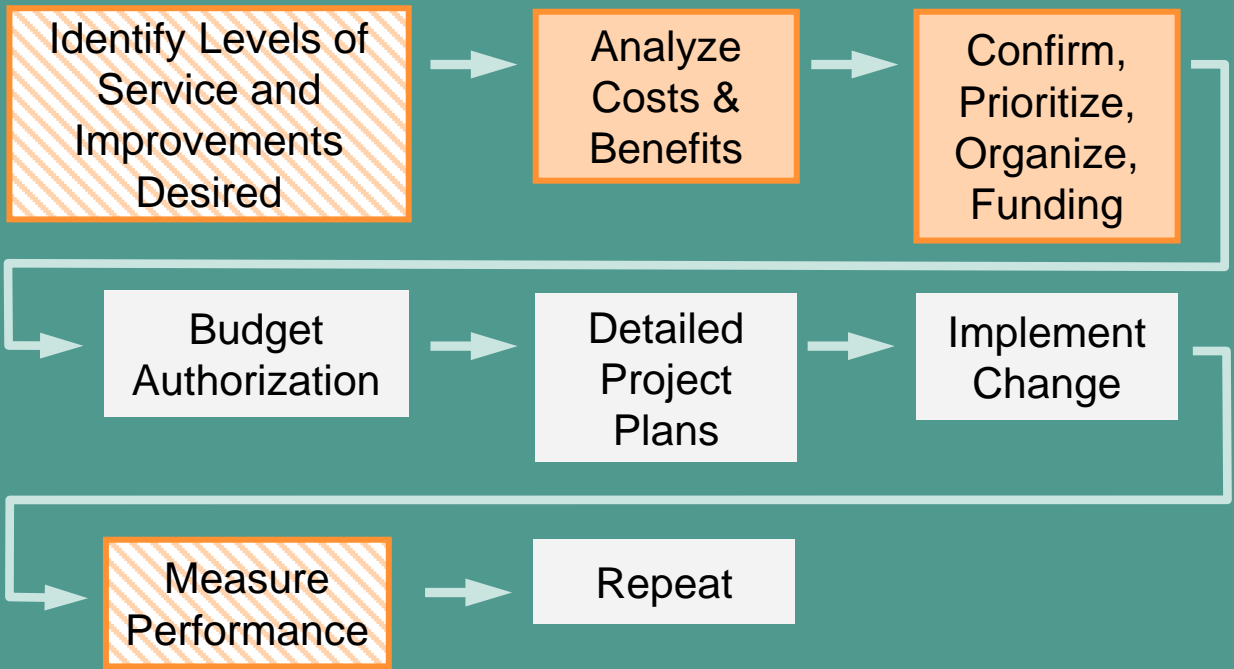 Identify Levels of
Service and
Improvements
Desired
Analyze
Costs &
Benefits
Confirm,
Prioritize,
Organize,
Funding
Budget
Authorization
Detailed
Project
Plans
Implement
Change
Measure
Performance
Repeat